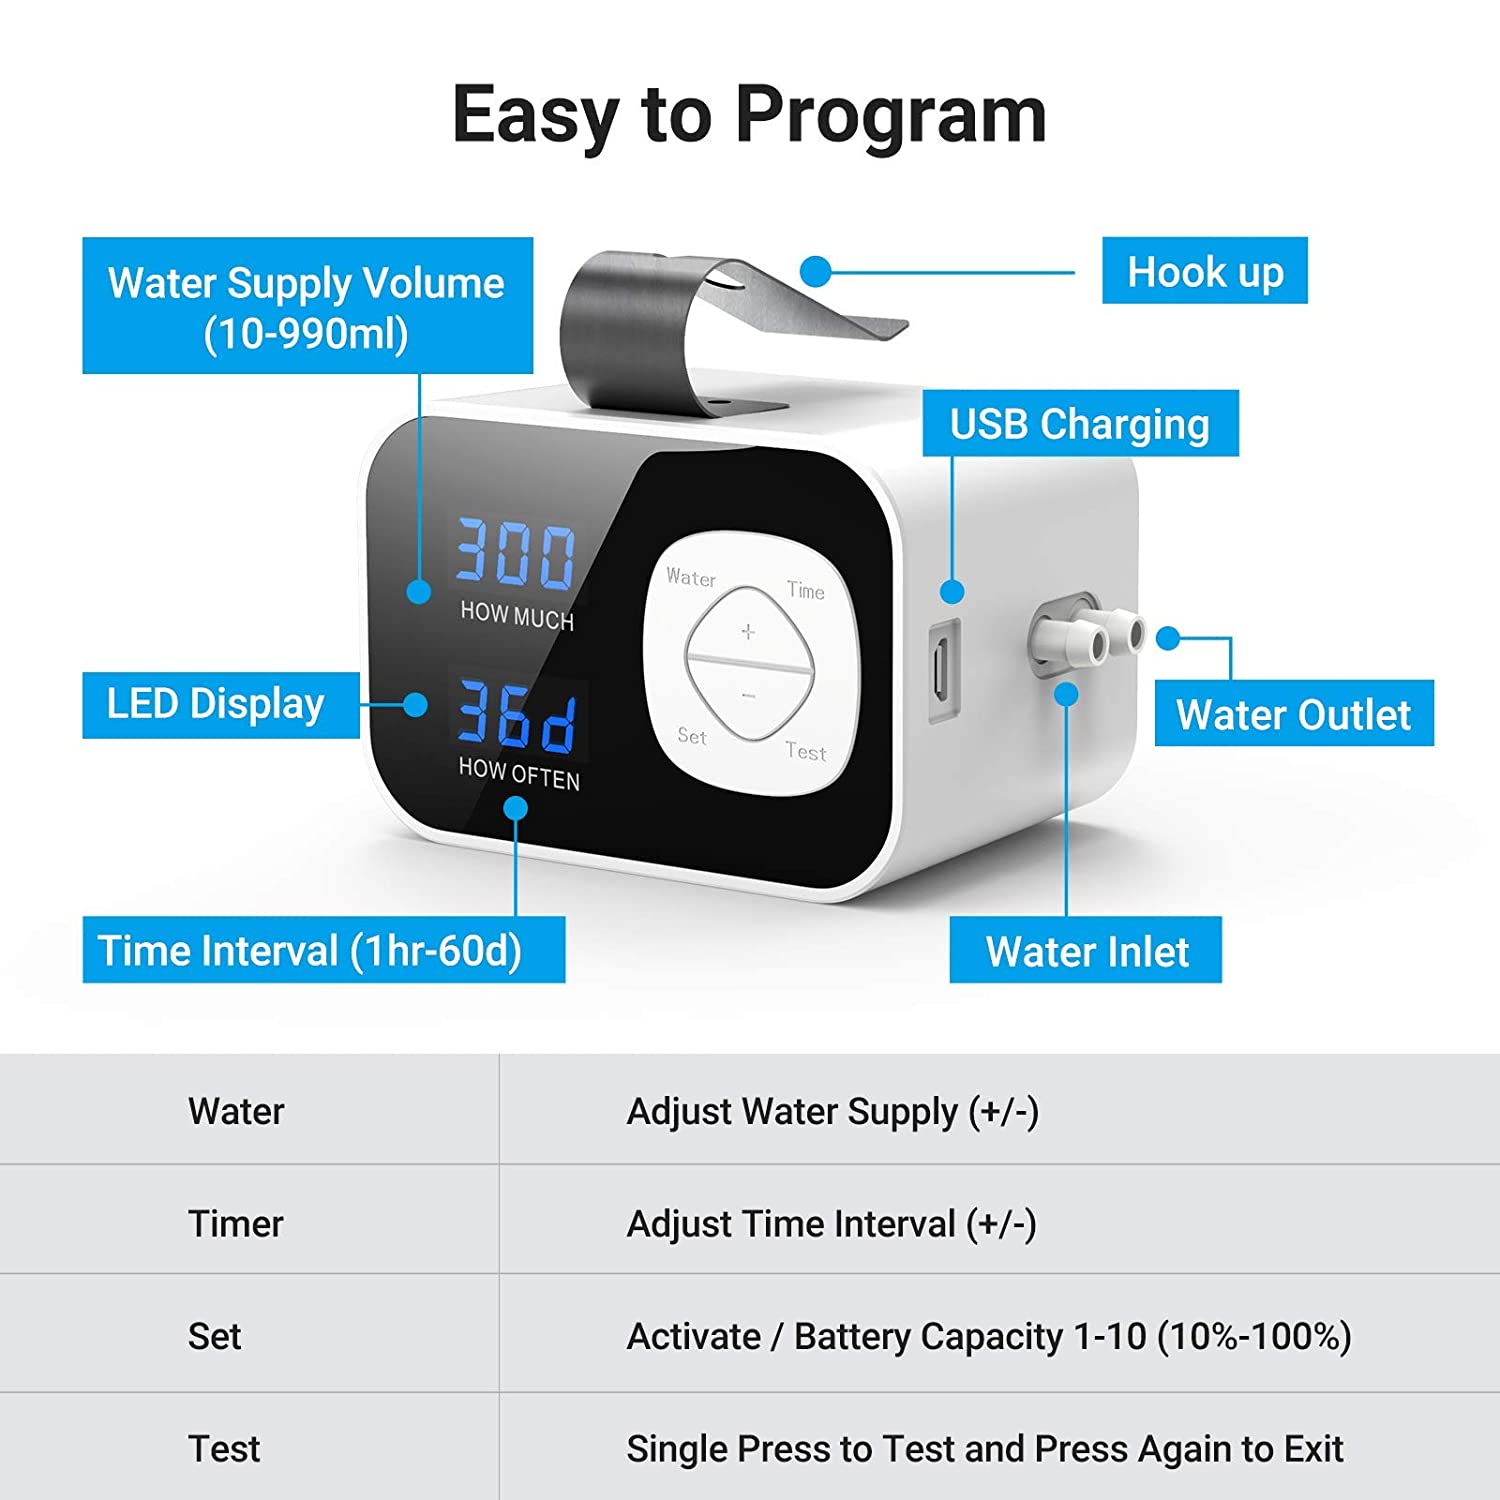 Easy to Program
Water Supply Volume
(10-990ml)
Hook up
USB Charging
300
HOW MUCH
Water
Time
+
-
Set
Test
LED Display
36d
HOW OFTEN
Water Outlet
Time Interval (1hr-60d)
Water Inlet
Water
Adjust Water Supply (+/-)
Timer
Adjust Time Interval (+/-)
Set
Activate / Battery Capacity 1-10 (10%-100%)
Test
Single Press to Test and Press Again to Exit